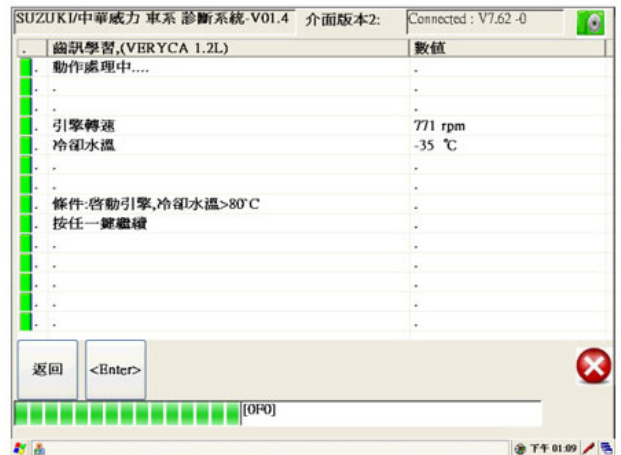 SUZUKI/中華威力 車系 診斷系統-V01.4 介面版本2: Connected : V7.62 -0
. 齒訊學習,(VERYCA 1.2L) 數值
. 動作處理中.... .
. . .
. . .
. 引擎轉速 771 rpm
. 冷卻水溫 -35 ℃
. . .
. . .
. 條件:啓動引擎,冷卻水溫>80℃ .
. 按任一鍵繼續 .
. . .
. . .
. . .
. . .
. . .
返回 <Enter>
[0F0]
下午 01:09